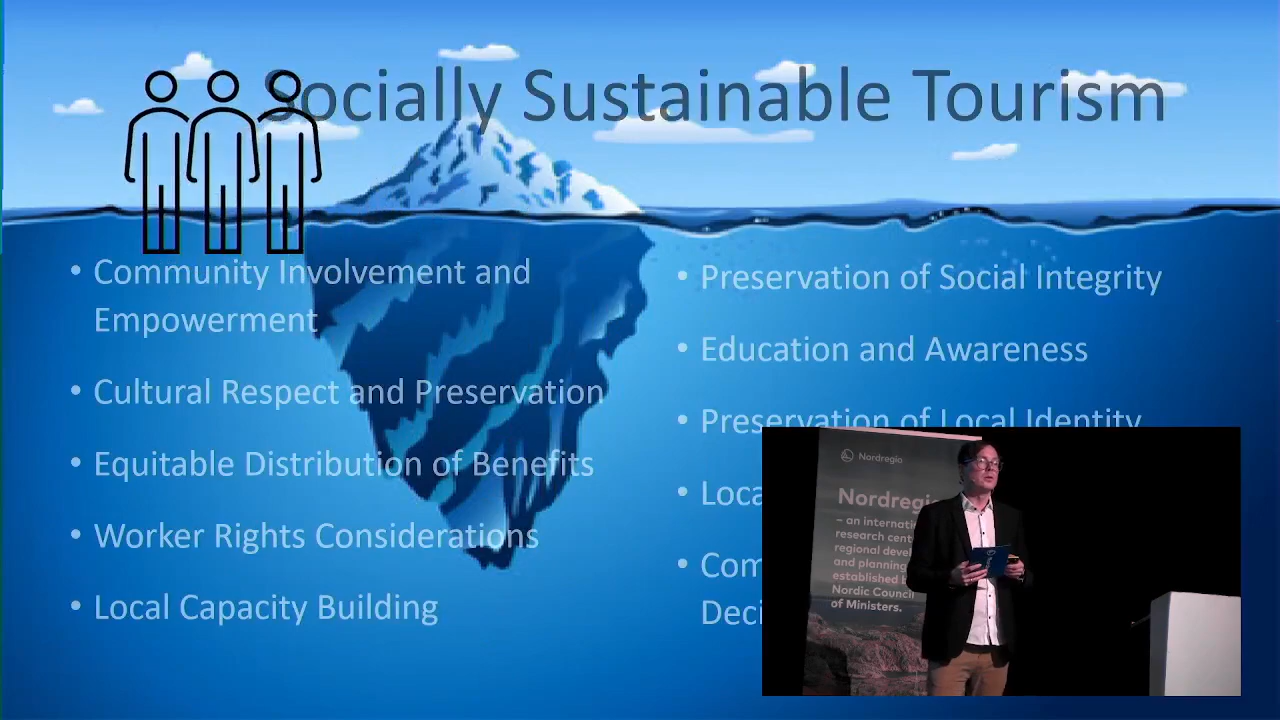 Socially Sustainable Tourism
• Community Involvement and
Empowerment
• Cultural Respect and Preservation
• Equitable Distribution of Benefits
• Worker Rights Considerations
• Local Capacity Building
• Preservation of Social Integrity
• Education and Awareness
• Preservation of Local Identity
• Loca
• Com
Deci
Nordregio
Nordregio
– an internati
research cent
regional devel
and planning
established b
Nordic Council
of Ministers.